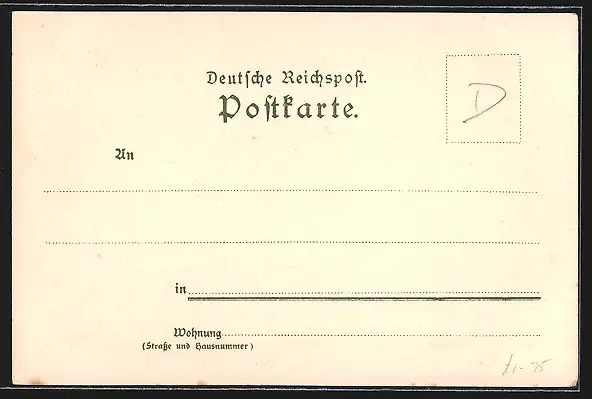 Deutſche Reichspoſt.
Poſtkarte.
D
An
in
Wohnung
(Straße und Hausnummer)